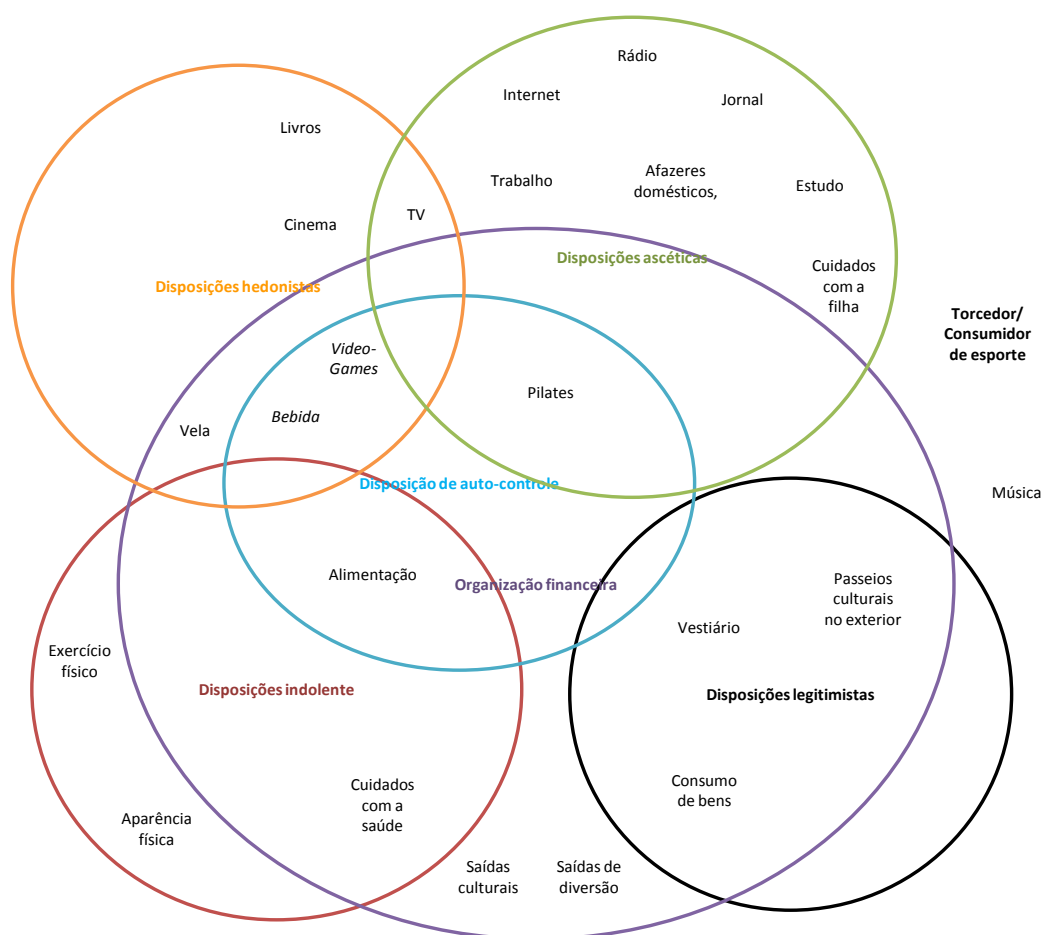 Rádio
Internet
Jornal
Livros
Trabalho
Afazeres
domésticos,
Estudo
TV
Cinema
Disposições ascéticas
Cuidados
com a
filha
Disposições hedonistas
Torcedor/
Consumidor
de esporte
Video-
Games
Pilates
Bebida
Vela
Disposição de auto-controle
Música
Alimentação
Organização financeira
Passeios
culturais
no exterior
Vestiário
Exercício
físico
Disposições indolente
Disposições legitimistas
Cuidados
com a
saúde
Consumo
de bens
Aparência
física
Saídas
culturais
Saídas de
diversão